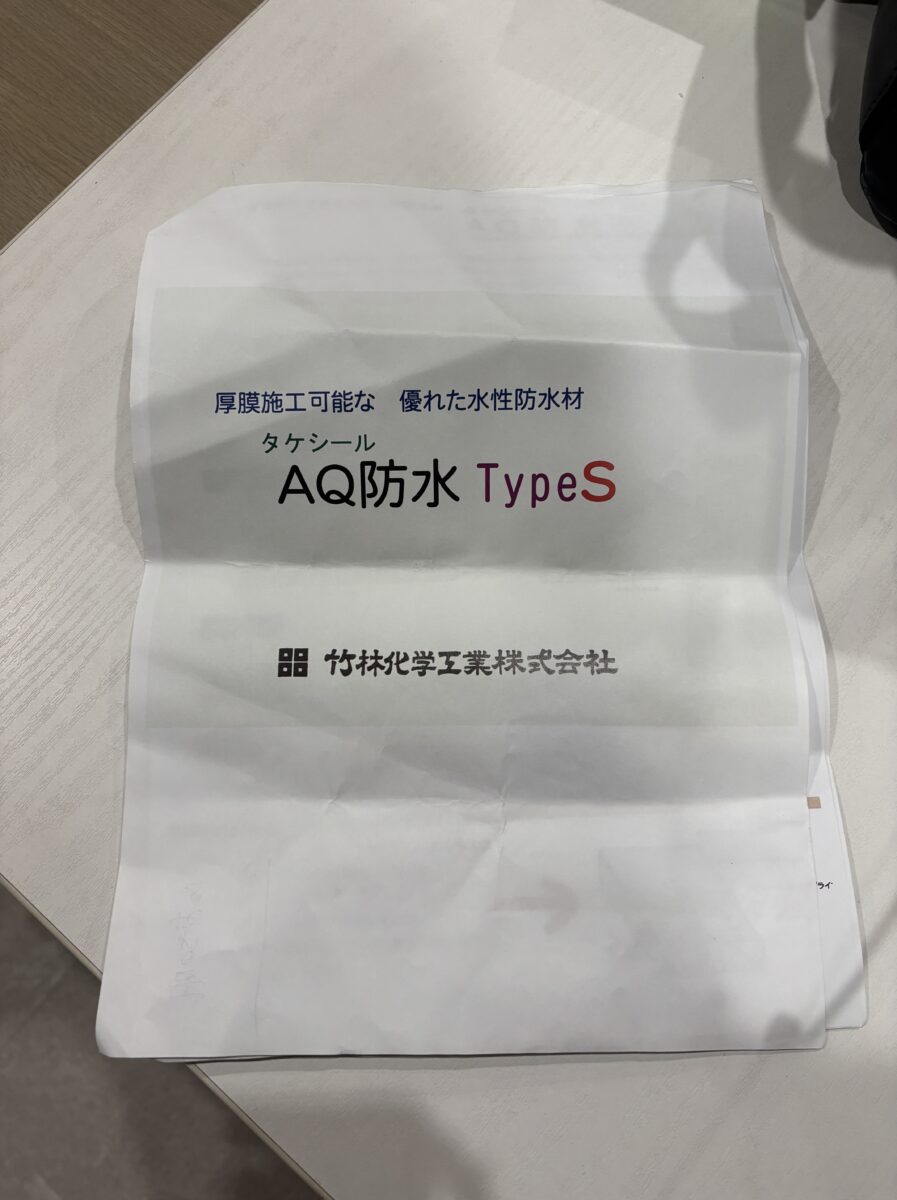 厚膜施工可能な　優れた水性防水材
タケシール
AQ防水 TypeS
竹林化学工業株式会社